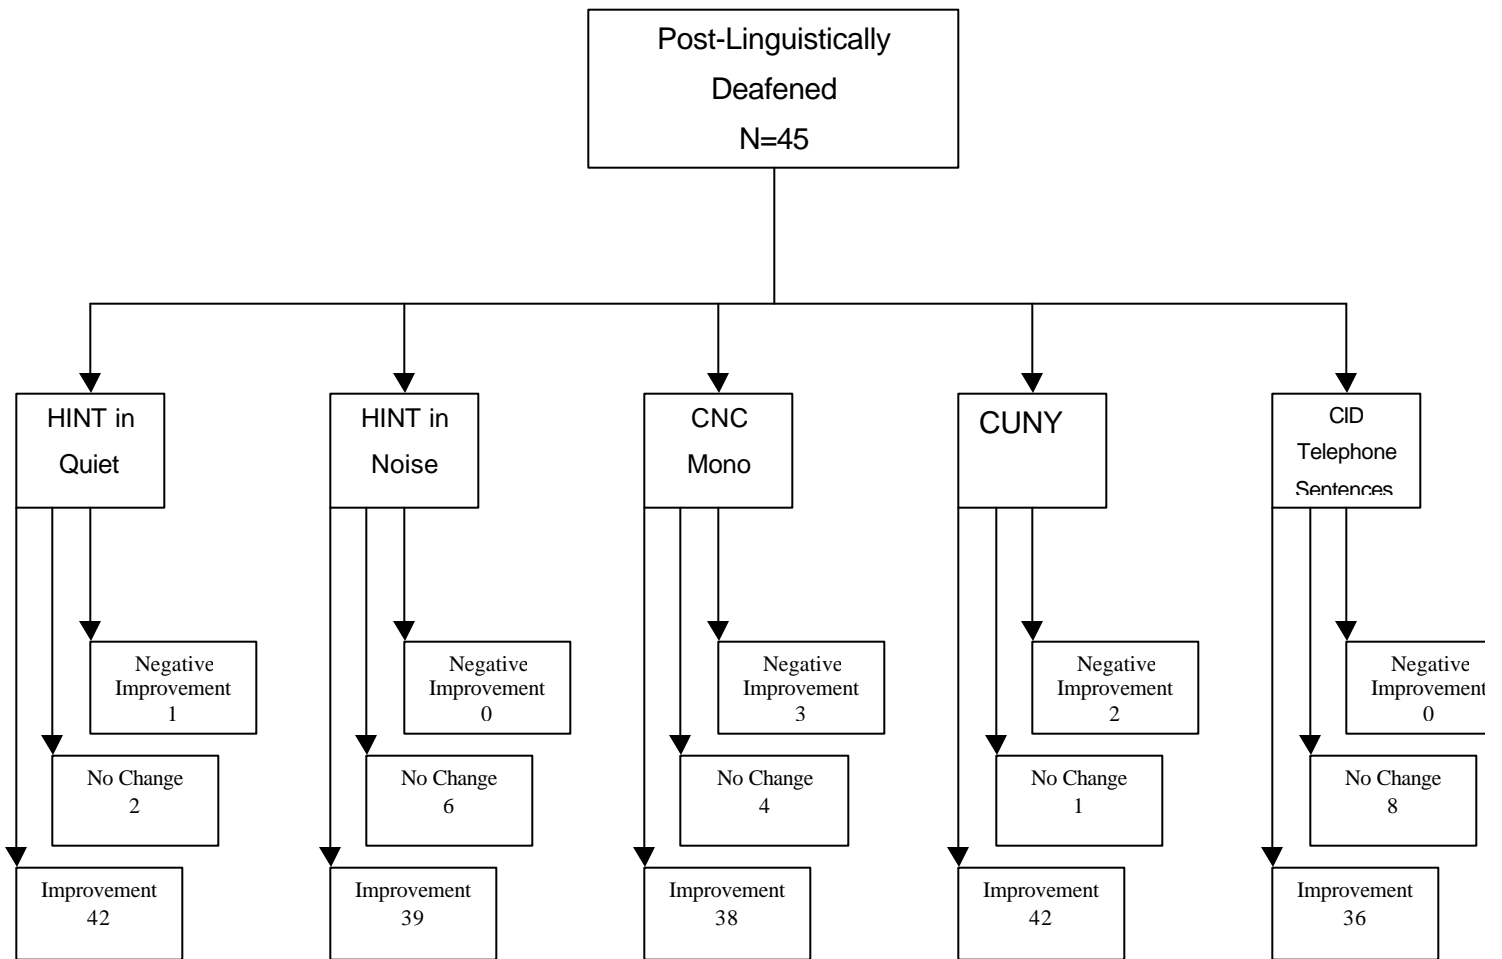 Post-Linguistically
Deafened
N=45
HINT in
Quiet
HINT in
Noise
CNC
Mono
CUNY
CID
Telephone
Sentences
Negative
Improvement
1
Negative
Improvement
0
Negative
Improvement
3
Negative
Improvement
2
Negative
Improvement
0
No Change
2
No Change
6
No Change
4
No Change
1
No Change
8
Improvement
42
Improvement
39
Improvement
38
Improvement
42
Improvement
36